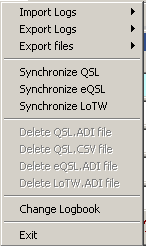 Import Logs
Export Logs
Export files
Synchronize QSL
Synchronize eQSL
Synchronize LoTW
Delete QSL.ADI file
Delete QSL.CSV file
Delete eQSL.ADI file
Delete LoTW.ADI file
Change Logbook
Exit